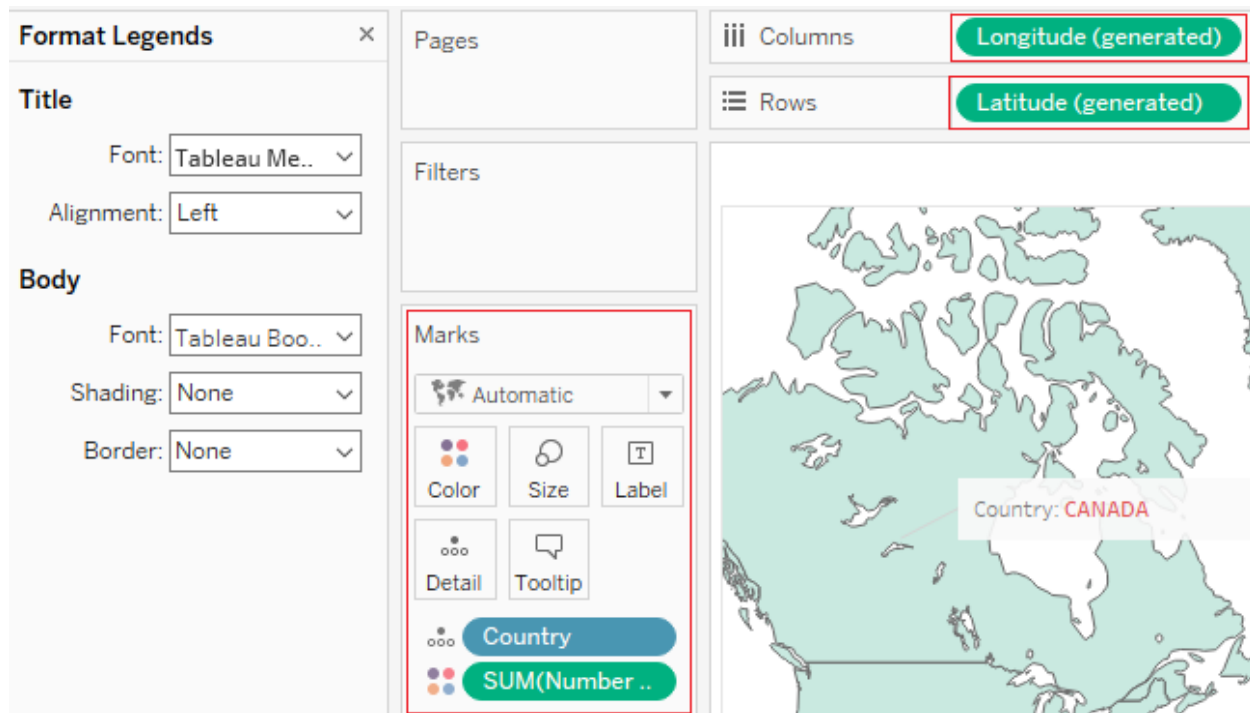 Format Legends ×
Title
Font: Tableau Me..
Alignment: Left
Body
Font: Tableau Boo..
Shading: None
Border: None
Pages
Filters
Marks
Automatic
Color Size Label
Detail Tooltip
Country
SUM(Number ..
Columns Longitude (generated)
Rows Latitude (generated)
Country: CANADA